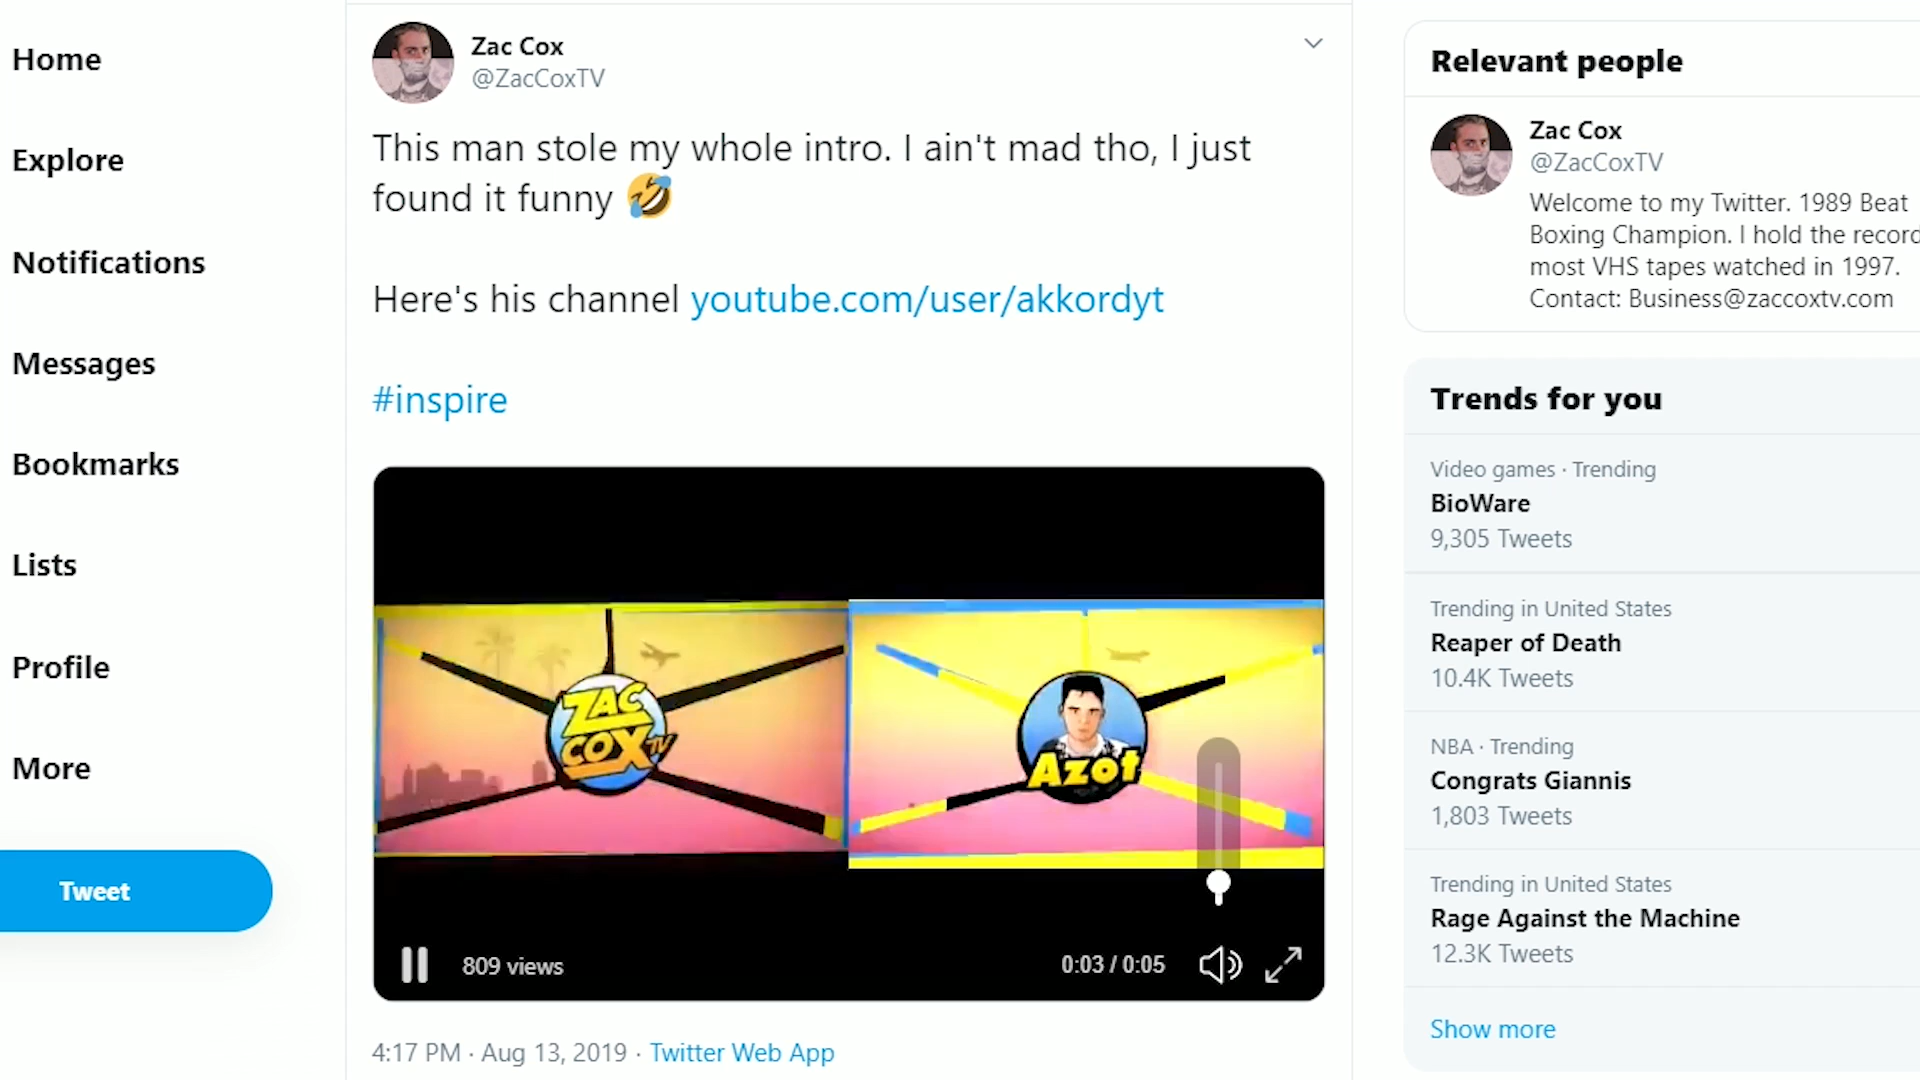 Home
Explore
Notifications
Messages
Bookmarks
Lists
Profile
More
Tweet
Zac Cox
@ZacCoxTV
This man stole my whole intro. I ain't mad tho, I just
found it funny 🤣
Here's his channel youtube.com/user/akkordyt
#inspire
ZAC
COX TV
Azot
809 views
0:03 / 0:05
4:17 PM · Aug 13, 2019 · Twitter Web App
Relevant people
Zac Cox
@ZacCoxTV
Welcome to my Twitter. 1989 Beat
Boxing Champion. I hold the record
most VHS tapes watched in 1997.
Contact: Business@zaccoxtv.com
Trends for you
Video games · Trending
BioWare
9,305 Tweets
Trending in United States
Reaper of Death
10.4K Tweets
NBA · Trending
Congrats Giannis
1,803 Tweets
Trending in United States
Rage Against the Machine
12.3K Tweets
Show more